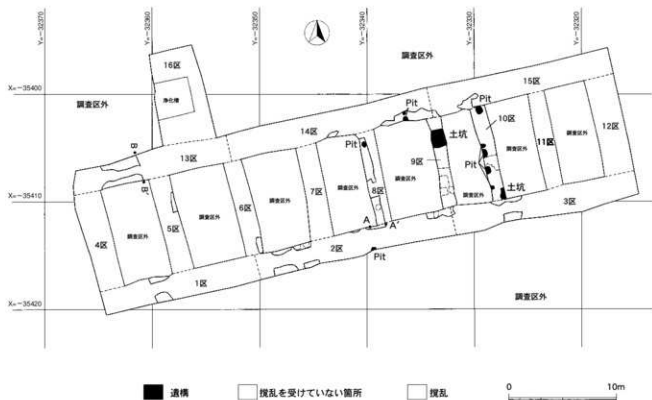 Y=-32370
Y=-32360
Y=-32350
Y=-32340
Y=-32330
Y=-32320
調査区外
16区
X=-35400
浄化槽
15区
Pit
Pit
調査区外
14区
10区
12区
土坑
B
13区
Pit
11区
調査区外
9区
Pit
B'
7区
調査区外
X=-35410
6区
調査区外
8区
調査区外
土坑
調査区外
5区
調査区外
調査区外
3区
4区
A
A'
2区
Pit
1区
調査区外
X=-35420
遺構
撹乱を受けていない箇所
撹乱
0
10m